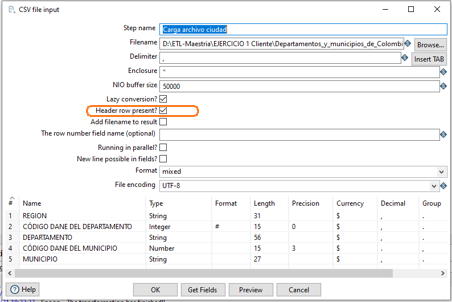 CSV file input
Step name Carga archivo ciudad
Filename D:\ETL-Maestria\EJERCICIO 1 Cliente\Departamentos_y_municipios_de_Colombi Browse...
Delimiter , Insert TAB
Enclosure "
NIO buffer size 50000
Lazy conversion?
Header row present?
Add filename to result
The row number field name (optional)
Running in parallel?
New line possible in fields?
Format mixed
File encoding UTF-8
# Name Type Format Length Precision Currency Decimal Group
1 REGION String 31 $ , .
2 CÓDIGO DANE DEL DEPARTAMENTO Integer # 15 0 $ , .
3 DEPARTAMENTO String 56 $ , .
4 CÓDIGO DANE DEL MUNICIPIO Number 15 3 $ , .
5 MUNICIPIO String 27 $ , .
Help OK Get Fields Preview Cancel